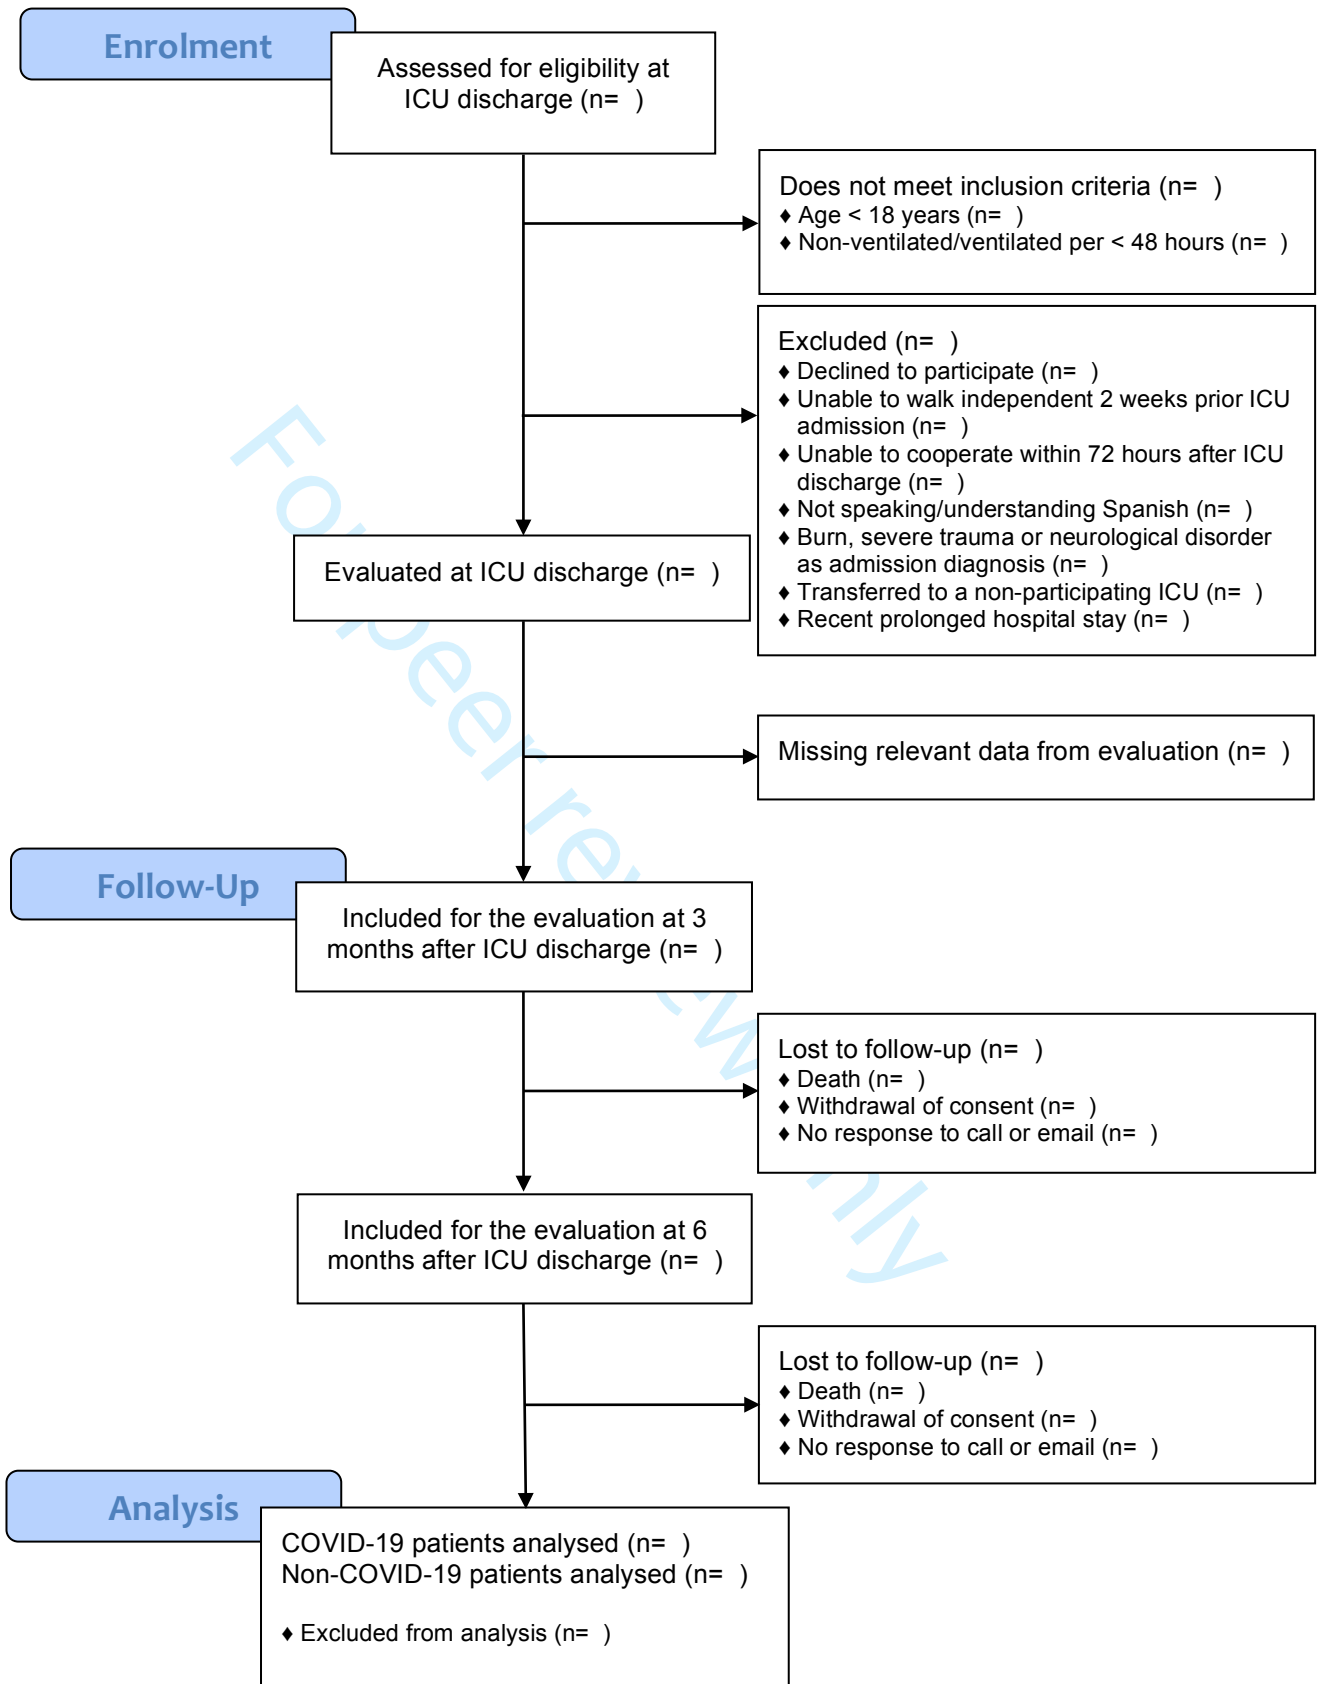 Enrolment
Assessed for eligibility at
ICU discharge (n=  )
Does not meet inclusion criteria (n=  )
♦ Age < 18 years (n=  )
♦ Non-ventilated/ventilated per < 48 hours (n=  )
Excluded (n=  )
♦ Declined to participate (n=  )
♦ Unable to walk independent 2 weeks prior ICU
admission (n=  )
♦ Unable to cooperate within 72 hours after ICU
discharge (n=  )
♦ Not speaking/understanding Spanish (n=  )
♦ Burn, severe trauma or neurological disorder
as admission diagnosis (n=  )
♦ Transferred to a non-participating ICU (n=  )
♦ Recent prolonged hospital stay (n=  )
Evaluated at ICU discharge (n=  )
Missing relevant data from evaluation (n=  )
Follow-Up
Included for the evaluation at 3
months after ICU discharge (n=  )
Lost to follow-up (n=  )
♦ Death (n=  )
♦ Withdrawal of consent (n=  )
♦ No response to call or email (n=  )
Included for the evaluation at 6
months after ICU discharge (n=  )
Lost to follow-up (n=  )
♦ Death (n=  )
♦ Withdrawal of consent (n=  )
♦ No response to call or email (n=  )
Analysis
COVID-19 patients analysed (n=  )
Non-COVID-19 patients analysed (n=  )
♦ Excluded from analysis (n=  )
For peer review only